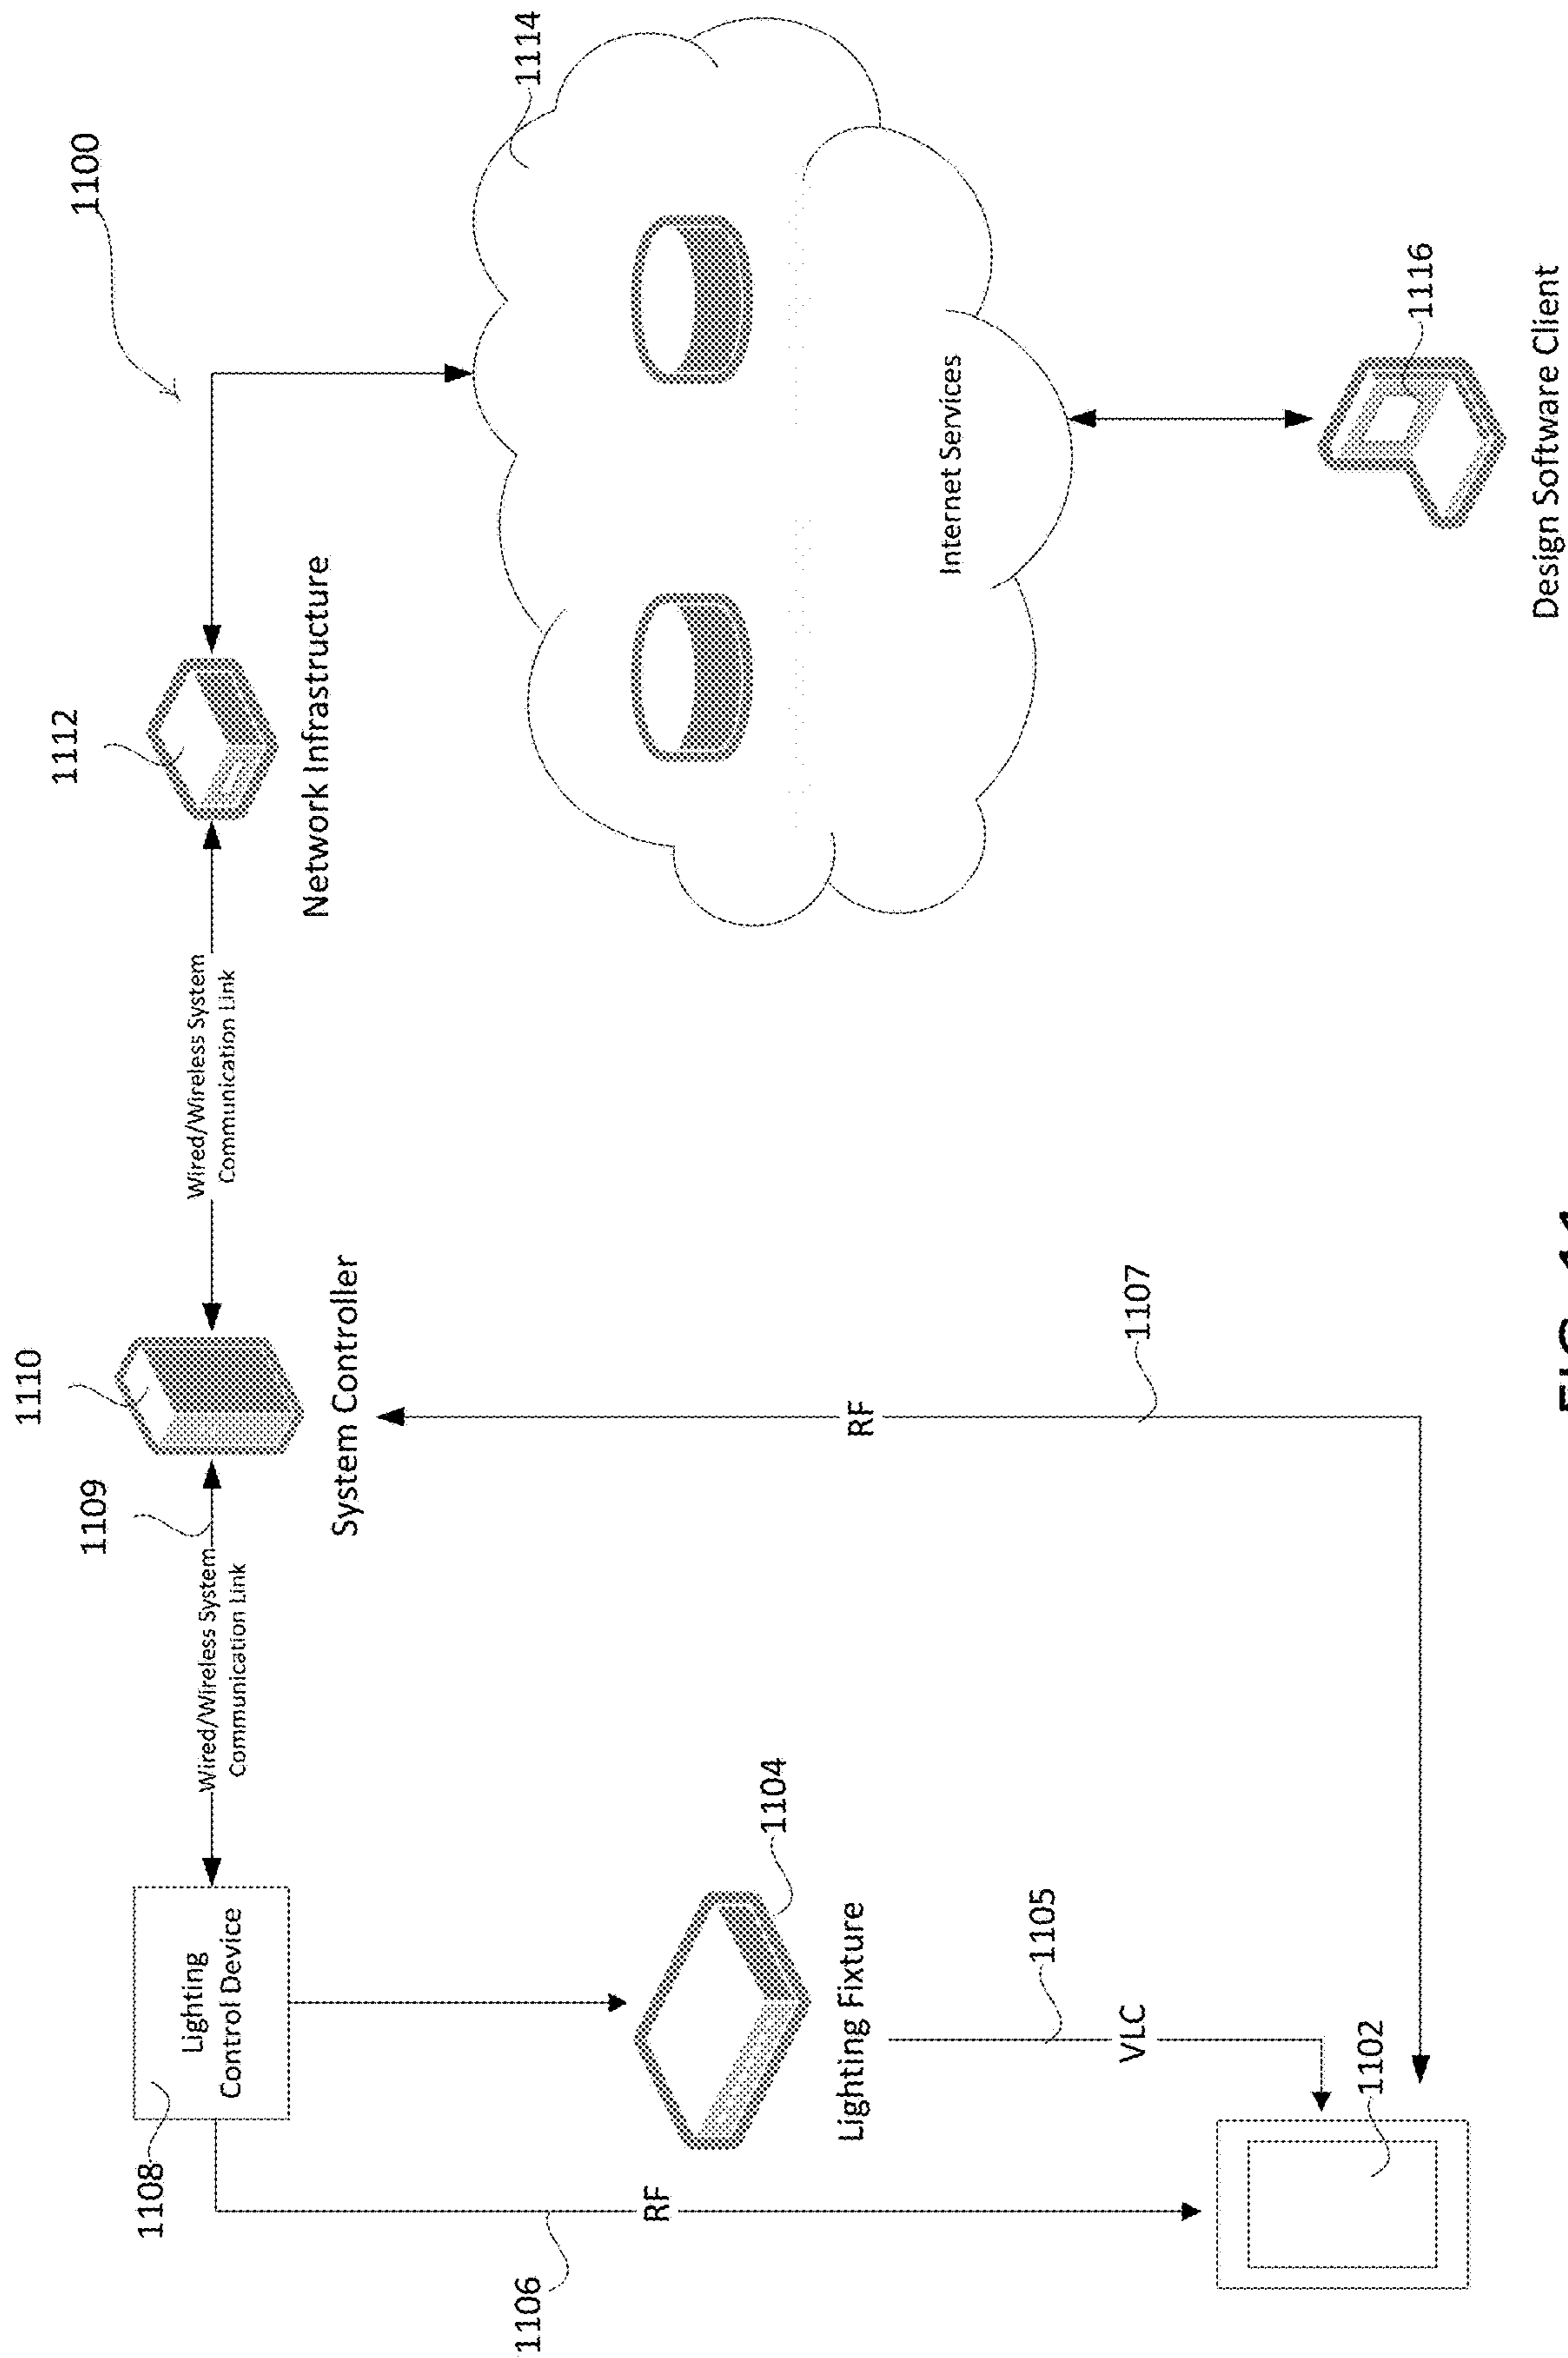 1108
Lighting
Control Device
Wired/Wireless System
Communication Link
1109
1110
System Controller
Wired/Wireless System
Communication Link
1112
Network Infrastructure
1100
1106
RF
1104
Lighting Fixture
1105
VLC
1102
RF
1107
1114
Internet Services
1116
Design Software Client